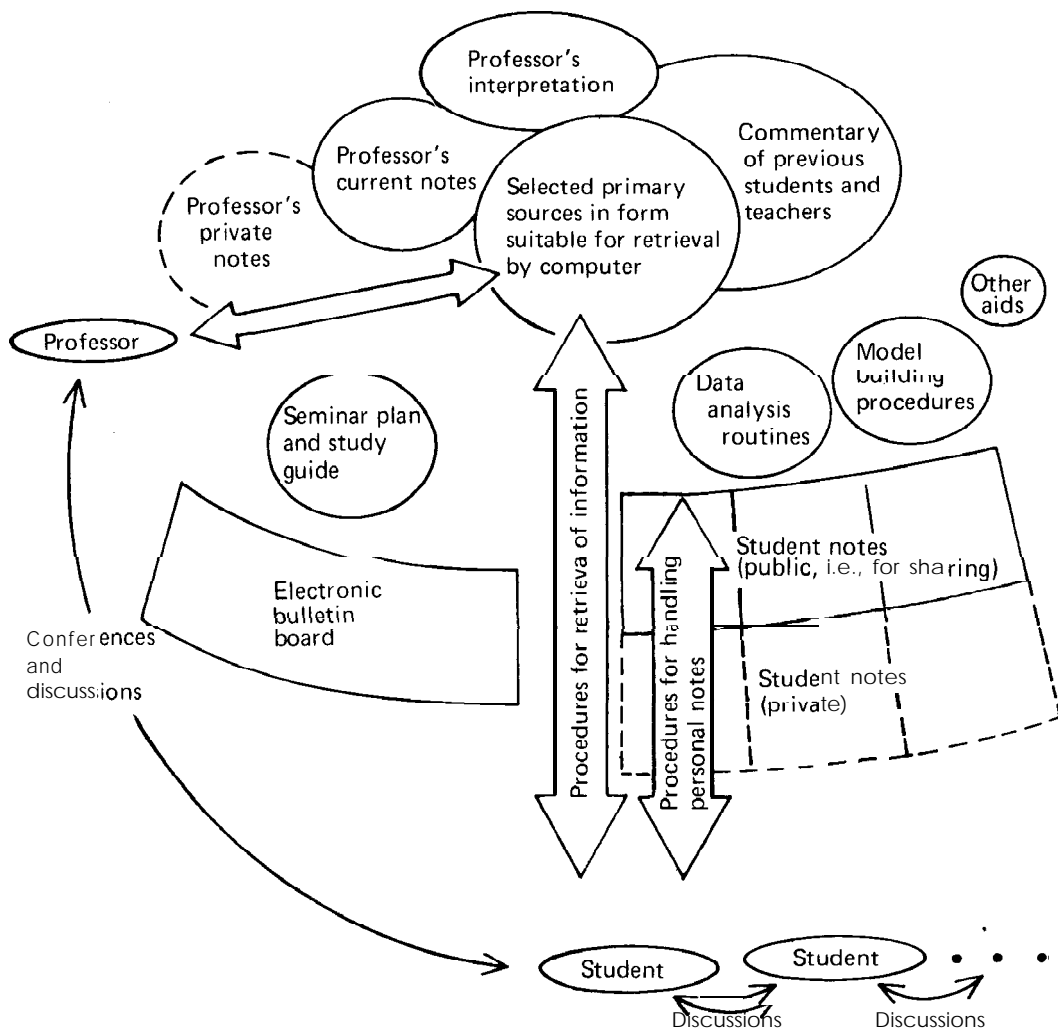 Professor's
interpretation
Commentary
of previous
students and
teachers
Professor's
current notes
Selected primary
sources in form
suitable for retrieval
by computer
Professor's
private
notes
Other
aids
Professor
Model
building
procedures
Data
analysis
routines
Seminar plan
and study
guide
Procedures for retrieva of information
Procedures for handling
personal notes
Student notes
(public, i.e., for sharing)
Electronic
bulletin
board
Conferences
and
discussions
Student notes
(private)
Student
Student
• • •
Discussions
Discussions